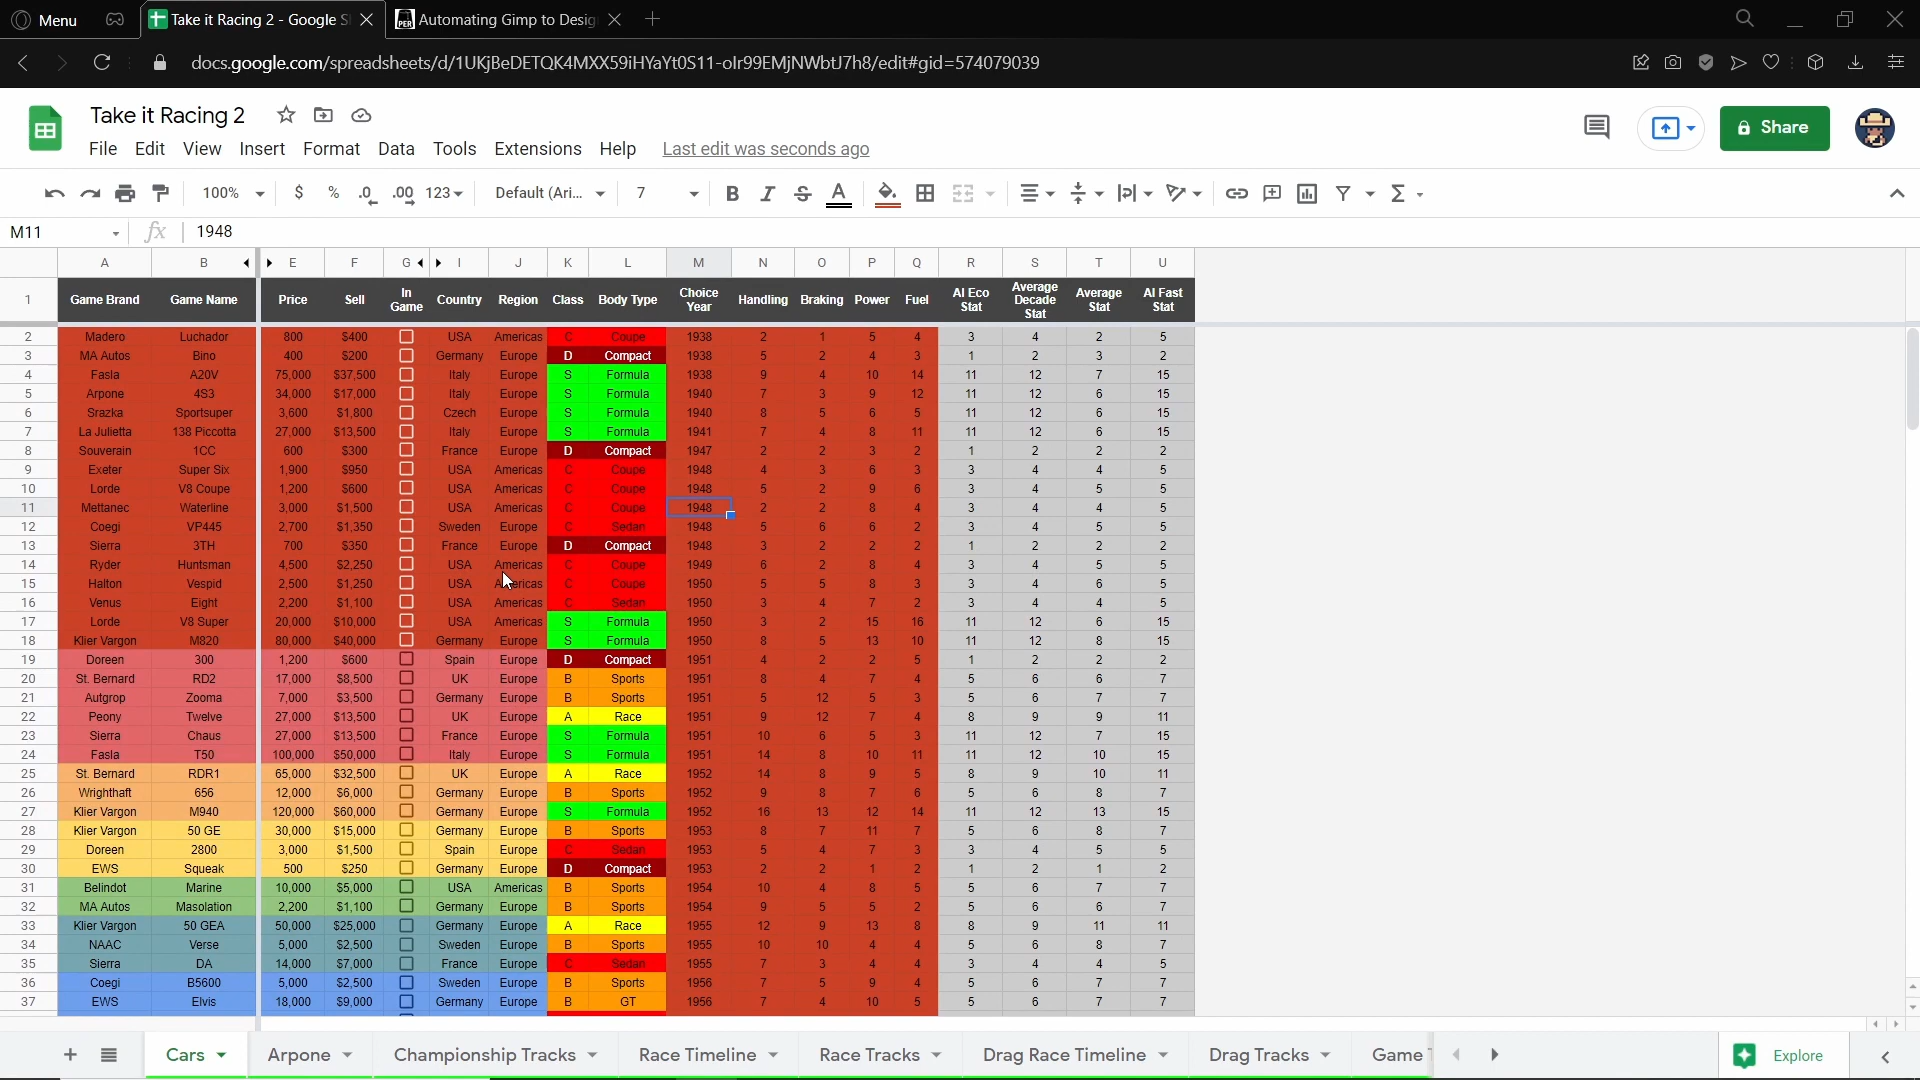 Menu Take it Racing 2 - Google S Automating Gimp to Desig
docs.google.com/spreadsheets/d/1UKjBeDETQK4MXX59iHYaYt0S11-olr99EMjNWbtJ7h8/edit#gid=574079039
Take it Racing 2
File Edit View Insert Format Data Tools Extensions Help Last edit was seconds ago
Share
100% $ % .0 .00 123 Default (Ari... 7 B I S A
M11 fx 1948
A B E F G I J K L M N O P Q R S T U
1 Game Brand Game Name Price Sell In Game Country Region Class Body Type Choice Year Handling Braking Power Fuel AI Eco Stat Average Decade Stat Average Stat AI Fast Stat
2 Madero Luchador 800 $400 USA Americas C Coupe 1938 2 1 5 4 3 4 2 5
3 MA Autos Bino 400 $200 Germany Europe D Compact 1938 5 2 4 3 1 2 3 2
4 Fasla A20V 75,000 $37,500 Italy Europe S Formula 1938 9 4 10 14 11 12 7 15
5 Arpone 4S3 34,000 $17,000 Italy Europe S Formula 1940 7 3 9 12 11 12 6 15
6 Srazka Sportsuper 3,600 $1,800 Czech Europe S Formula 1940 8 5 6 5 11 12 6 15
7 La Julietta 138 Piccotta 27,000 $13,500 Italy Europe S Formula 1941 7 4 8 11 11 12 6 15
8 Souverain 1CC 600 $300 France Europe D Compact 1947 2 2 3 2 1 2 2 2
9 Exeter Super Six 1,900 $950 USA Americas C Coupe 1948 4 3 6 3 3 4 4 5
10 Lorde V8 Coupe 1,200 $600 USA Americas C Coupe 1948 5 2 9 6 3 4 5 5
11 Mettanec Waterline 3,000 $1,500 USA Americas C Coupe 1948 2 2 8 4 3 4 4 5
12 Coegi VP445 2,700 $1,350 Sweden Europe C Sedan 1948 5 6 6 2 3 4 5 5
13 Sierra 3TH 700 $350 France Europe D Compact 1948 3 2 2 2 1 2 2 2
14 Ryder Huntsman 4,500 $2,250 USA Americas C Coupe 1949 6 2 8 4 3 4 5 5
15 Halton Vespid 2,500 $1,250 USA Americas C Coupe 1950 5 5 8 3 3 4 6 5
16 Venus Eight 2,200 $1,100 USA Americas C Sedan 1950 3 4 7 2 3 4 4 5
17 Lorde V8 Super 20,000 $10,000 USA Americas S Formula 1950 3 2 15 16 11 12 6 15
18 Klier Vargon M820 80,000 $40,000 Germany Europe S Formula 1950 8 5 13 10 11 12 8 15
19 Doreen 300 1,200 $600 Spain Europe D Compact 1951 4 2 2 5 1 2 2 2
20 St. Bernard RD2 17,000 $8,500 UK Europe B Sports 1951 8 4 7 4 5 6 6 7
21 Autgrop Zooma 7,000 $3,500 Germany Europe B Sports 1951 5 12 5 3 5 6 7 7
22 Peony Twelve 27,000 $13,500 UK Europe A Race 1951 9 12 7 4 8 9 9 11
23 Sierra Chaus 27,000 $13,500 France Europe S Formula 1951 10 6 5 3 11 12 7 15
24 Fasla T50 100,000 $50,000 Italy Europe S Formula 1951 14 8 10 11 11 12 10 15
25 St. Bernard RDR1 65,000 $32,500 UK Europe A Race 1952 14 8 9 5 8 9 10 11
26 Wrighthaft 656 12,000 $6,000 Germany Europe B Sports 1952 9 8 7 6 5 6 8 7
27 Klier Vargon M940 120,000 $60,000 Germany Europe S Formula 1952 16 13 12 14 11 12 13 15
28 Klier Vargon 50 GE 30,000 $15,000 Germany Europe B Sports 1953 8 7 11 7 5 6 8 7
29 Doreen 2800 3,000 $1,500 Spain Europe C Sedan 1953 5 4 7 3 3 4 5 5
30 EWS Squeak 500 $250 Germany Europe D Compact 1953 2 2 1 2 1 2 1 2
31 Belindot Marine 10,000 $5,000 USA Americas B Sports 1954 10 4 8 5 5 6 7 7
32 MA Autos Masolation 2,200 $1,100 Germany Europe B Sports 1954 9 5 5 2 5 6 6 7
33 Klier Vargon 50 GEA 50,000 $25,000 Germany Europe A Race 1955 12 9 13 8 8 9 11 11
34 NAAC Verse 5,000 $2,500 Sweden Europe B Sports 1955 10 10 4 4 5 6 8 7
35 Sierra DA 14,000 $7,000 France Europe C Sedan 1955 7 3 4 4 3 4 4 5
36 Coegi B5600 5,000 $2,500 Sweden Europe B Sports 1956 7 5 9 4 5 6 7 7
37 EWS Elvis 18,000 $9,000 Germany Europe B GT 1956 7 4 10 5 5 6 7 7
Cars Arpone Championship Tracks Race Timeline Race Tracks Drag Race Timeline Drag Tracks Game Explore